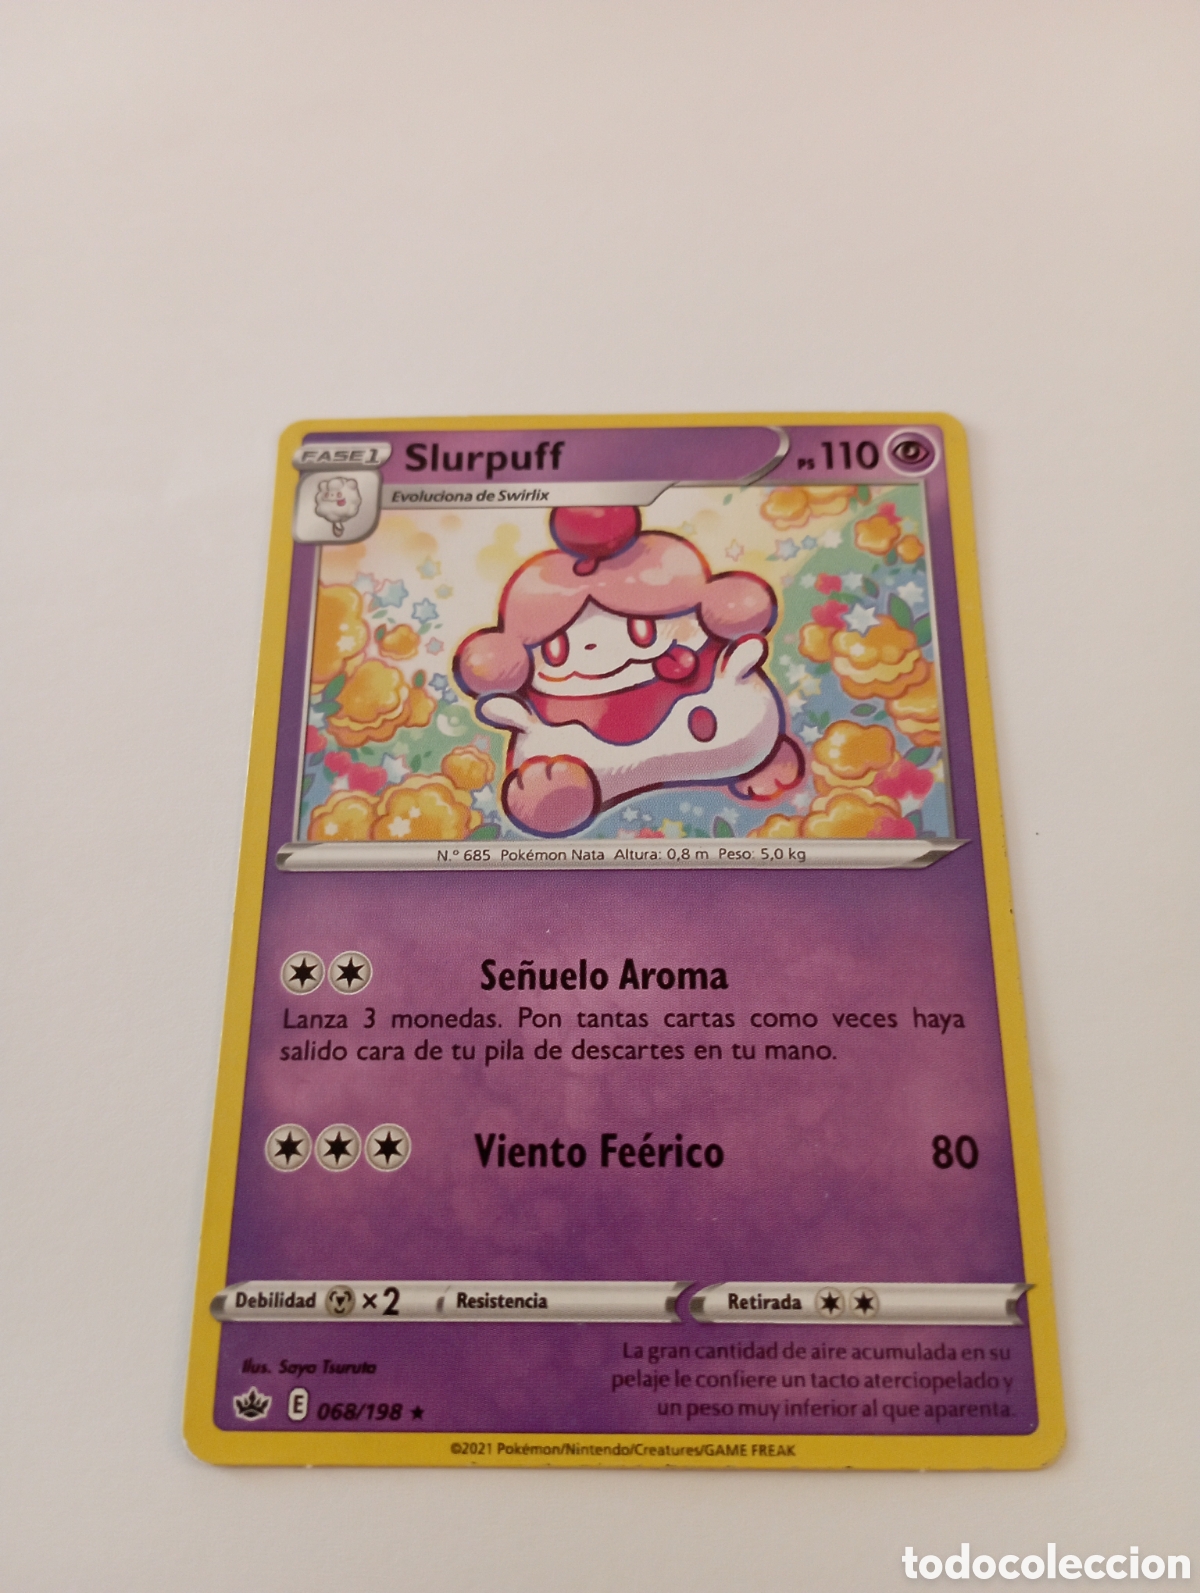 FASE 1
Slurpuff
PS 110
Evoluciona de Swirlix
N.º 685 Pokémon Nata Altura: 0,8 m Peso: 5,0 kg
Señuelo Aroma
Lanza 3 monedas. Pon tantas cartas como veces haya
salido cara de tu pila de descartes en tu mano.
Viento Feérico 80
Debilidad ×2 Resistencia Retirada
Ilus. Saya Tsuruta
La gran cantidad de aire acumulada en su
pelaje le confiere un tacto aterciopelado y
un peso muy inferior al que aparenta.
E 068/198 ★
©2021 Pokémon/Nintendo/Creatures/GAME FREAK
todocoleccion